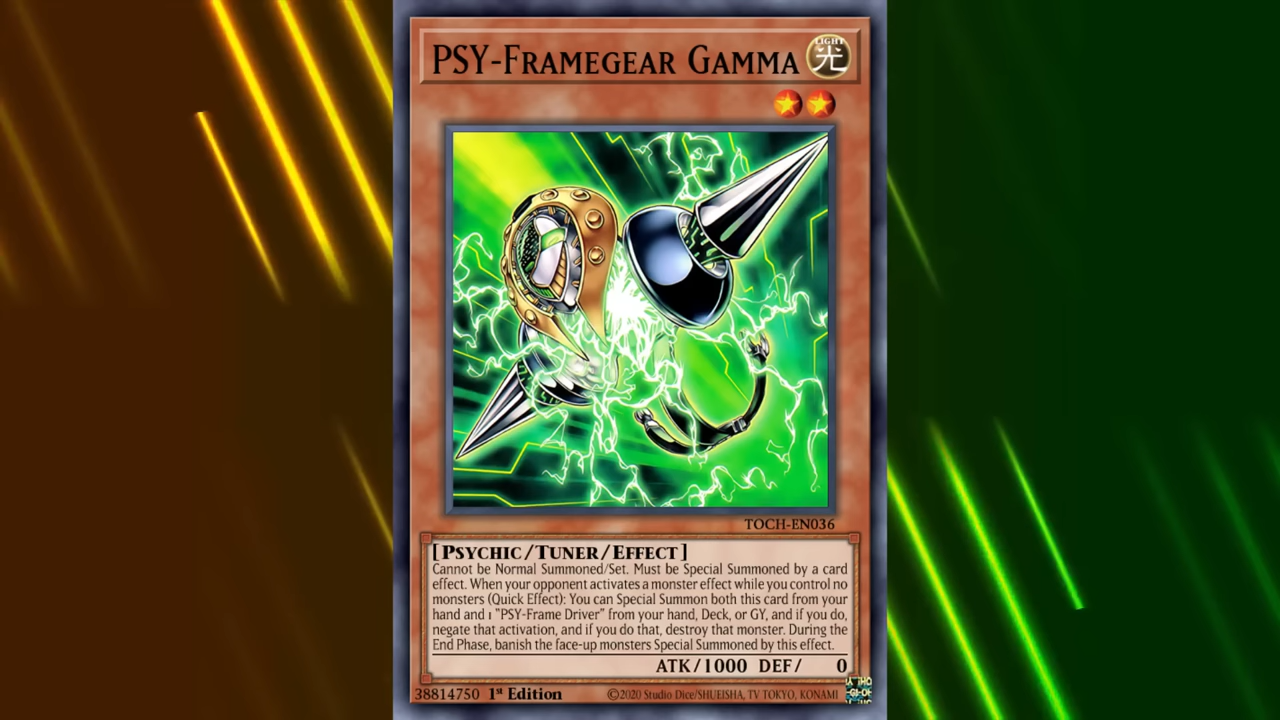 PSY-FRAMEGEAR GAMMA
LIGHT
光
TOCH-EN036
[PSYCHIC/TUNER/EFFECT]
Cannot be Normal Summoned/Set. Must be Special Summoned by a card
effect. When your opponent activates a monster effect while you control no
monsters (Quick Effect): You can Special Summon both this card from your
hand and 1 "PSY-Frame Driver" from your hand, Deck, or GY, and if you do,
negate that activation, and if you do that, destroy that monster. During the
End Phase, banish the face-up monsters Special Summoned by this effect.
ATK/1000 DEF/ 0
38814750 1st Edition ©2020 Studio Dice/SHUEISHA, TV TOKYO, KONAMI